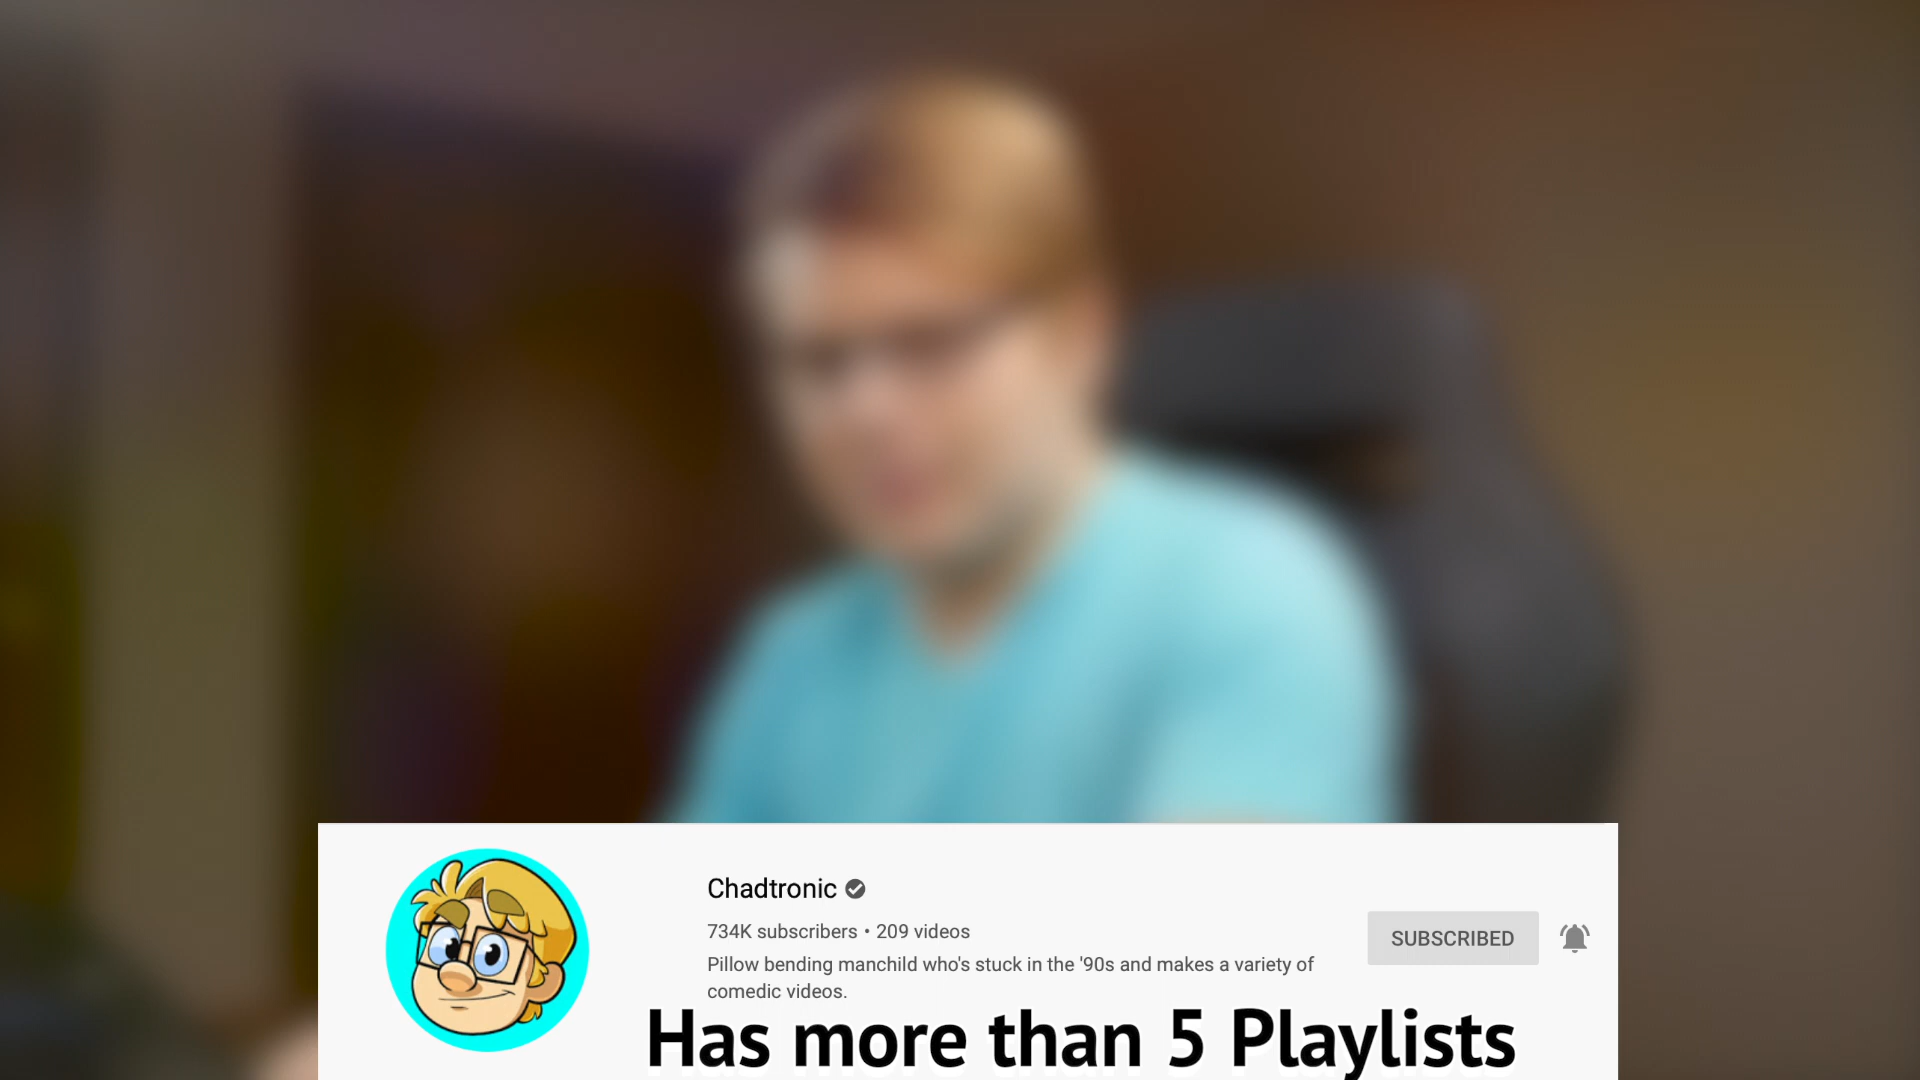 Chadtronic
734K subscribers • 209 videos
Pillow bending manchild who's stuck in the '90s and makes a variety of
comedic videos.
SUBSCRIBED
Has more than 5 Playlists